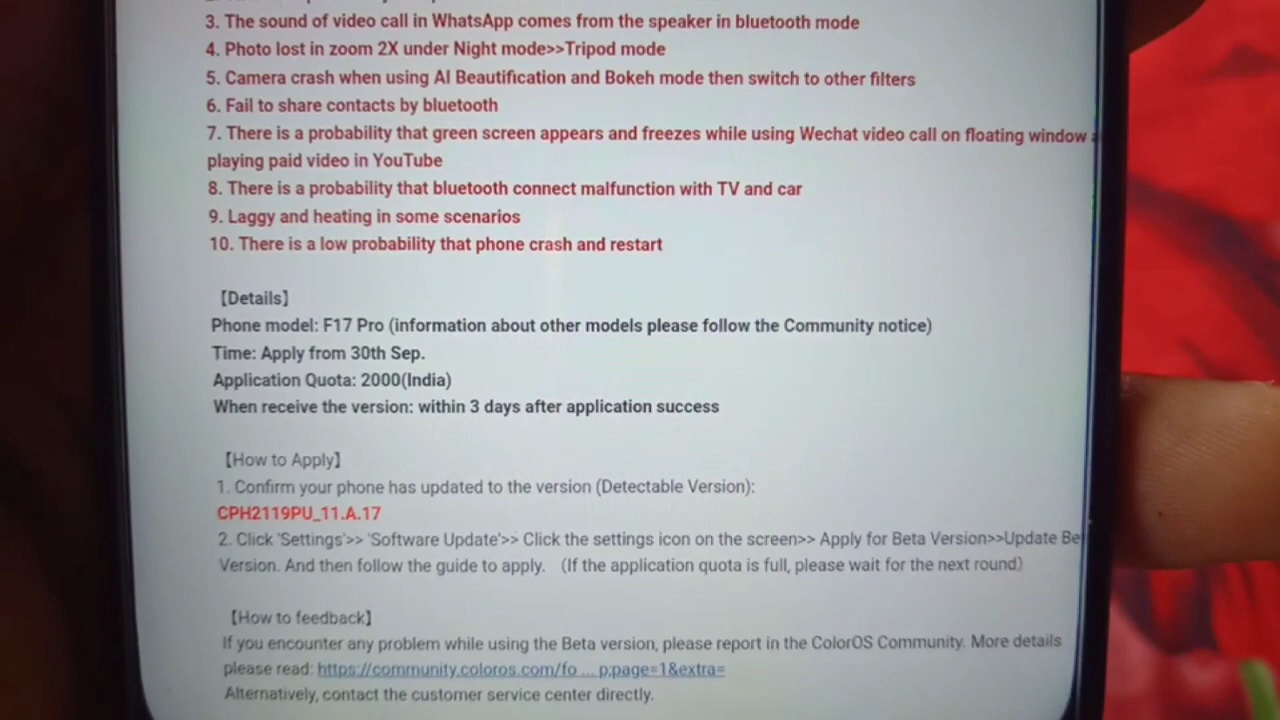 3. The sound of video call in WhatsApp comes from the speaker in bluetooth mode
4. Photo lost in zoom 2X under Night mode>>Tripod mode
5. Camera crash when using AI Beautification and Bokeh mode then switch to other filters
6. Fail to share contacts by bluetooth
7. There is a probability that green screen appears and freezes while using Wechat video call on floating window
playing paid video in YouTube
8. There is a probability that bluetooth connect malfunction with TV and car
9. Laggy and heating in some scenarios
10. There is a low probability that phone crash and restart
【Details】
Phone model: F17 Pro (information about other models please follow the Community notice)
Time: Apply from 30th Sep.
Application Quota: 2000(India)
When receive the version: within 3 days after application success
【How to Apply】
1. Confirm your phone has updated to the version (Detectable Version):
CPH2119PU_11.A.17
2. Click 'Settings'>> 'Software Update'>> Click the settings icon on the screen>> Apply for Beta Version>>Update Be
Version. And then follow the guide to apply. （If the application quota is full, please wait for the next round）
【How to feedback】
If you encounter any problem while using the Beta version, please report in the ColorOS Community. More details
please read: https://community.coloros.com/fo ... p;page=1&extra=
Alternatively, contact the customer service center directly.